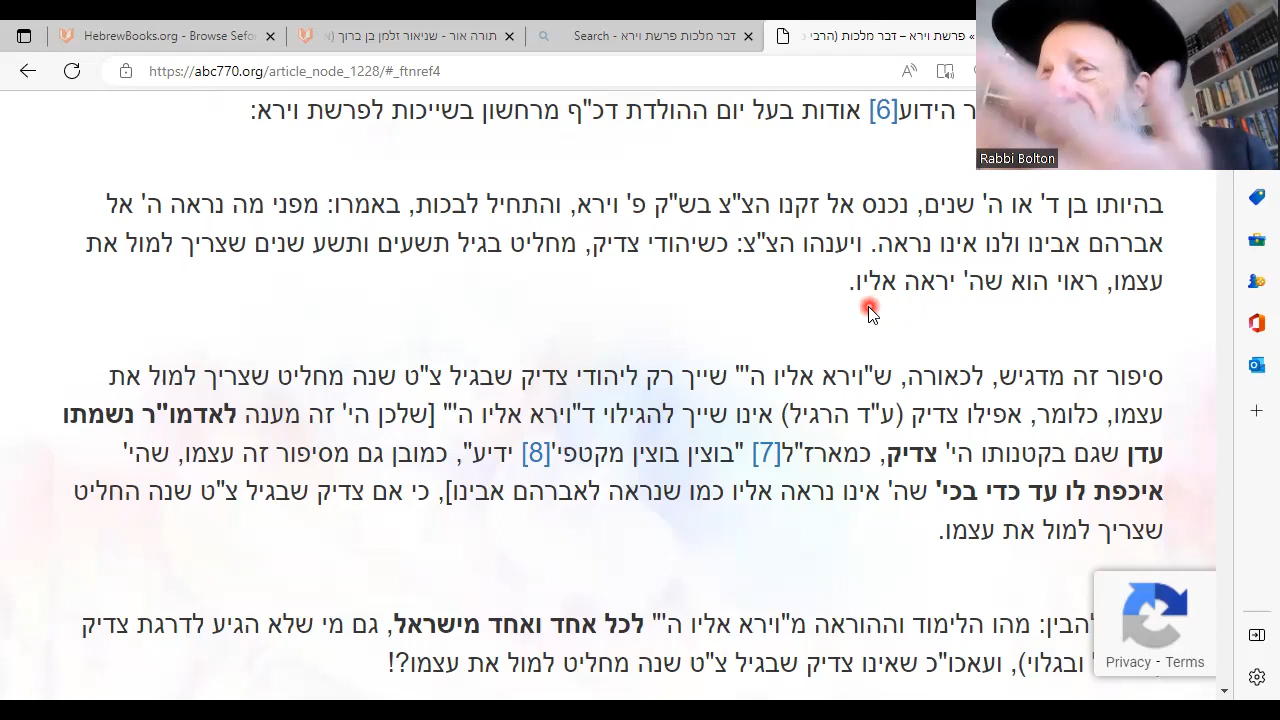 HebrewBooks.org - Browse Sefor
תורה אור - שניאור זלמן בן ברוך (א
Search - דבר מלכות פרשת וירא
» פרשת וירא – דבר מלכות (הרבי כ
https://abc770.org/article_node_1228/#_ftnref4
Rabbi Bolton
ר הידוע[6] אודות בעל יום ההולדת דכ"ף מרחשון בשייכות לפרשת וירא:
בהיותו בן ד' או ה' שנים, נכנס אל זקנו הצ"צ בש"ק פ' וירא, והתחיל לבכות, באמרו: מפני מה נראה ה' אל
אברהם אבינו ולנו אינו נראה. ויענהו הצ"צ: כשיהודי צדיק, מחליט בגיל תשעים ותשע שנים שצריך למול את
עצמו, ראוי הוא שה' יראה אליו.
סיפור זה מדגיש, לכאורה, ש"וירא אליו ה'" שייך רק ליהודי צדיק שבגיל צ"ט שנה מחליט שצריך למול את
עצמו, כלומר, אפילו צדיק (ע"ד הרגיל) אינו שייך להגילוי ד"וירא אליו ה'" [שלכן הי' זה מענה לאדמו"ר נשמתו
עדן שגם בקטנותו הי' צדיק, כמארז"ל[7] "בוצין בוצין מקטפי'[8] ידיע", כמובן גם מסיפור זה עצמו, שהי'
איכפת לו עד כדי בכי' שה' אינו נראה אליו כמו שנראה לאברהם אבינו], כי אם צדיק שבגיל צ"ט שנה החליט
שצריך למול את עצמו.
להבין: מהו הלימוד וההוראה מ"וירא אליו ה'" לכל אחד ואחד מישראל, גם מי שלא הגיע לדרגת צדיק
ובגלוי), ועאכו"כ שאינו צדיק שבגיל צ"ט שנה מחליט למול את עצמו?!
Privacy - Terms